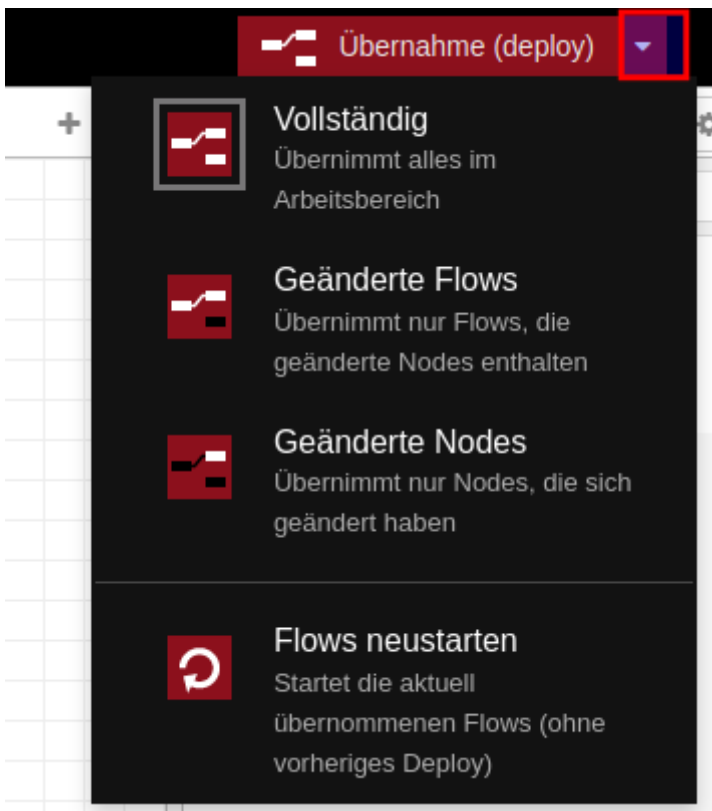 Übernahme (deploy)
Vollständig
Übernimmt alles im
Arbeitsbereich
Geänderte Flows
Übernimmt nur Flows, die
geänderte Nodes enthalten
Geänderte Nodes
Übernimmt nur Nodes, die sich
geändert haben
Flows neustarten
Startet die aktuell
übernommenen Flows (ohne
vorheriges Deploy)